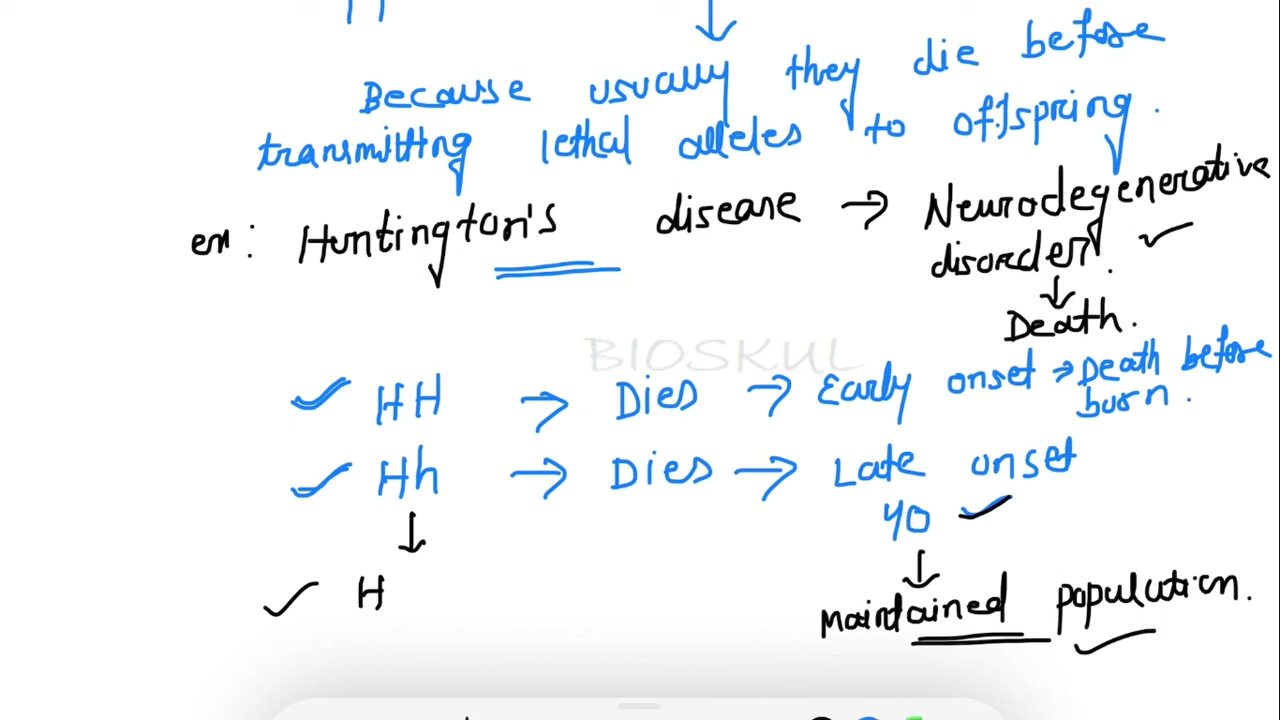 Because usually they die before
transmitting lethal alleles to offspring.
ex: Huntington's disease → Neurodegenerative
disorder.
↓
Death.
BIOSKUL
HH → Dies → Early onset → Death before
burn.
Hh → Dies → Late onset
40
↓ ↓
H
maintained population.